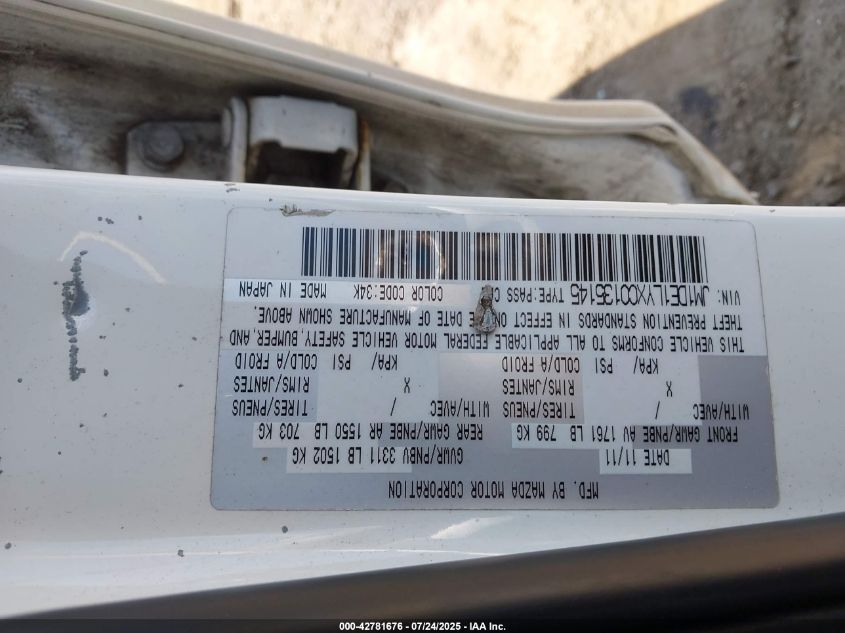 MFD. BY MAZDA MOTOR CORPORATION
DATE 11/11 GVWR/PNBV 3311 LB 1502 KG
FRONT GAWR/PNBE AV 1761 LB 799 KG REAR GAWR/PNBE AR 1550 LB 703 KG
WITH/AVEC TIRES/PNEUS / WITH/AVEC TIRES/PNEUS /
X RIMS/JANTES X RIMS/JANTES
KPA/ PSI COLD/A FROID KPA/ PSI COLD/A FROID
THIS VEHICLE CONFORMS TO ALL APPLICABLE FEDERAL MOTOR VEHICLE SAFETY, BUMPER, AND
THEFT PREVENTION STANDARDS IN EFFECT ON DATE OF MANUFACTURE SHOWN ABOVE.
VIN: JM1DE1LYXC0135145 TYPE:PASS COLOR CODE:34K MADE IN JAPAN
000-42781676 - 07/24/2025 - IAA Inc.